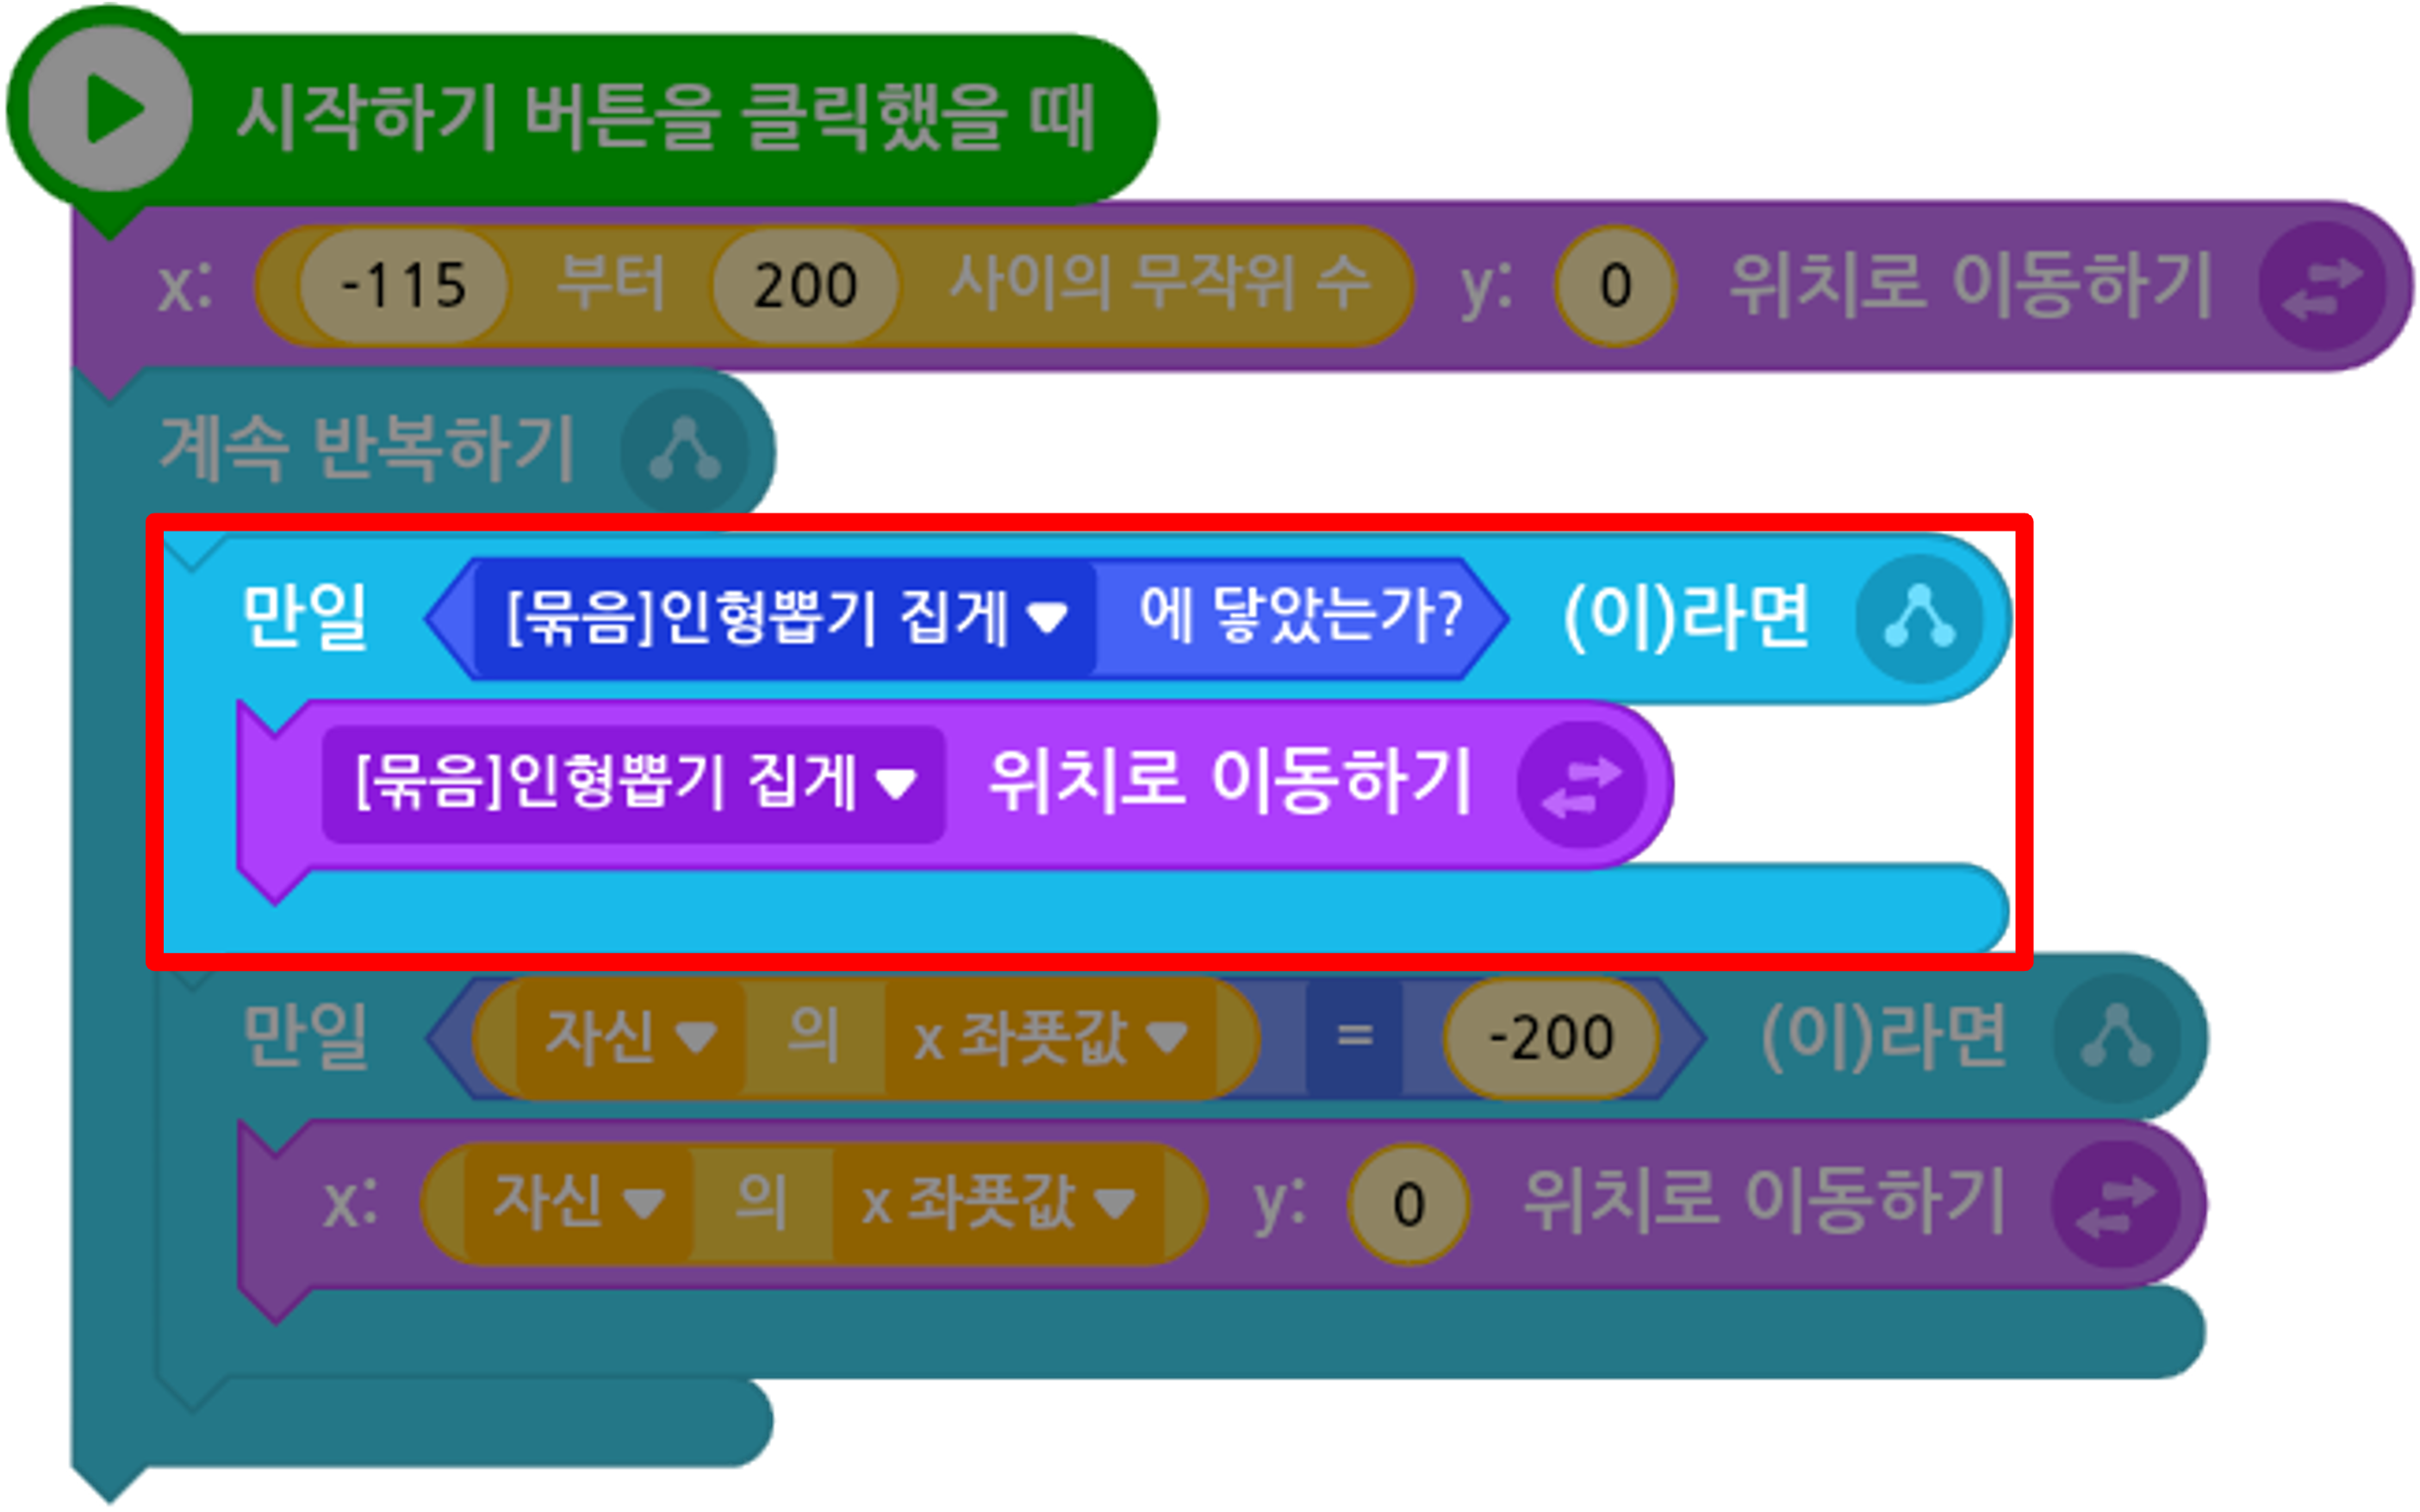 시작하기 버튼을 클릭했을 때
x: -115 부터 200 사이의 무작위 수 y: 0 위치로 이동하기
계속 반복하기
만일 [묶음]인형뽑기 집게 에 닿았는가? (이)라면
[묶음]인형뽑기 집게 위치로 이동하기
만일 자신 의 x 좌푯값 = -200 (이)라면
x: 자신 의 x 좌푯값 y: 0 위치로 이동하기